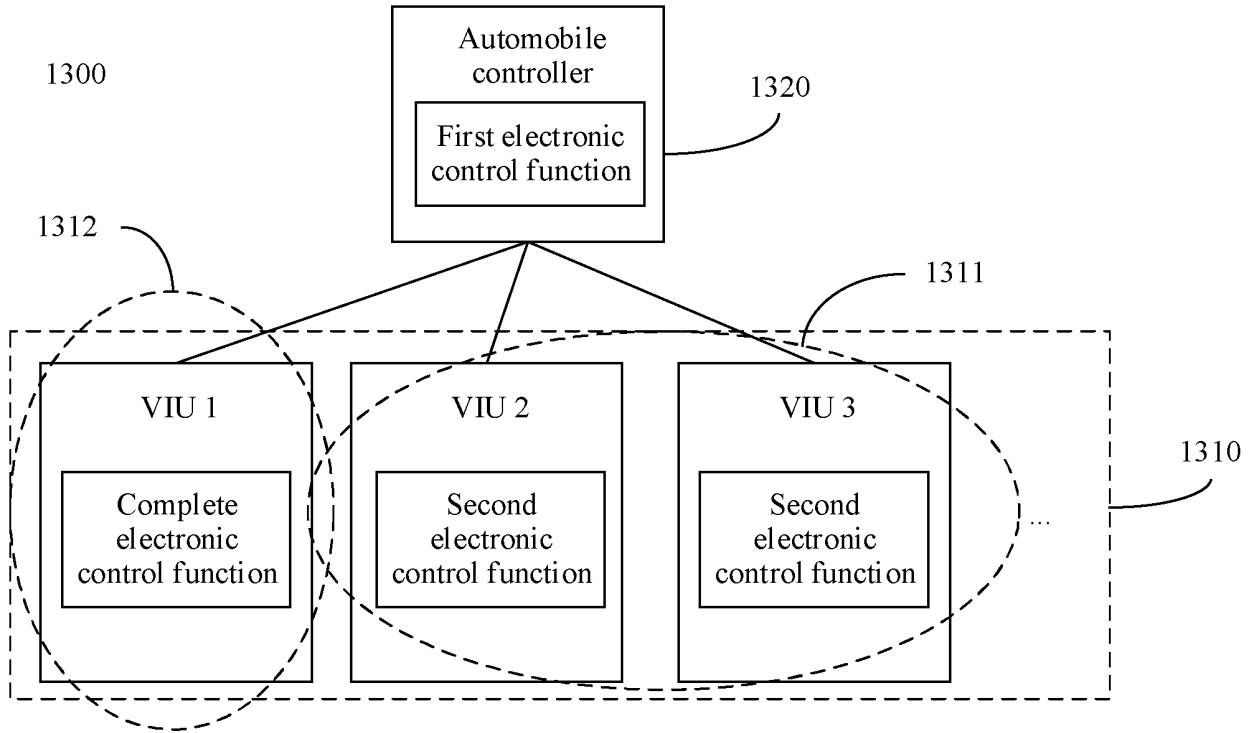 1300
Automobile
controller
First electronic
control function
1320
1312
1311
VIU 1
Complete
electronic
control function
VIU 2
Second
electronic
control function
VIU 3
Second
electronic
control function
...
1310